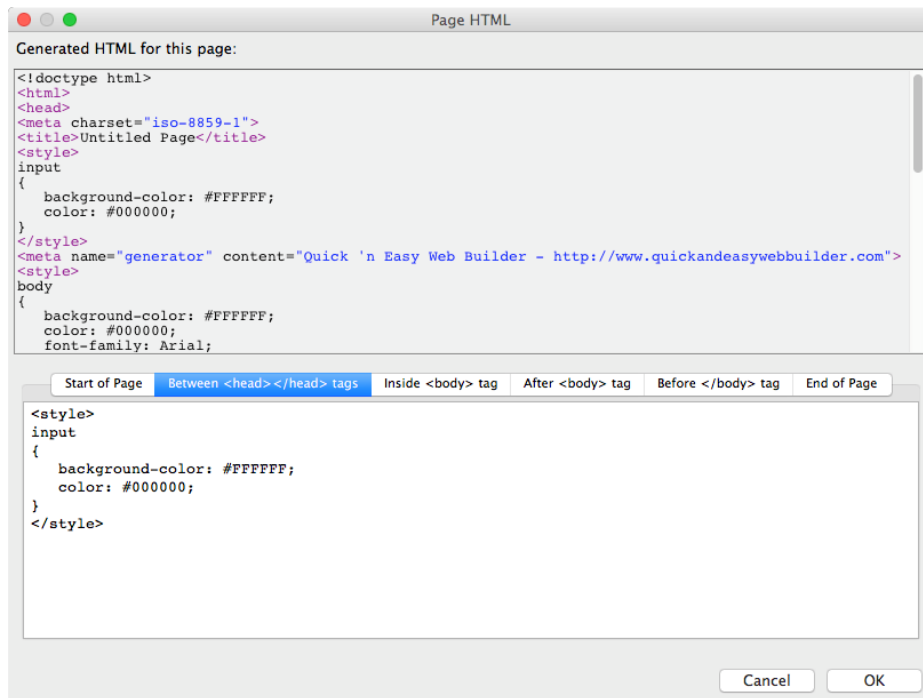 Page HTML
Generated HTML for this page:
<!doctype html>
<html>
<head>
<meta charset="iso-8859-1">
<title>Untitled Page</title>
<style>
input
{
   background-color: #FFFFFF;
   color: #000000;
}
</style>
<meta name="generator" content="Quick 'n Easy Web Builder - http://www.quickandeasywebbuilder.com">
<style>
body
{
   background-color: #FFFFFF;
   color: #000000;
   font-family: Arial;
Start of Page Between <head></head> tags Inside <body> tag After <body> tag Before </body> tag End of Page
<style>
input
{
   background-color: #FFFFFF;
   color: #000000;
}
</style>
Cancel OK